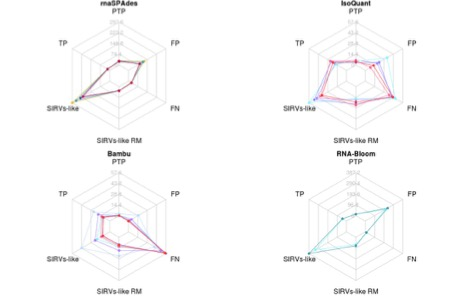 rnaSPAdes
PTP
TP
FP
SIRVs-like
FN
SIRVs-like RM
IsoQuant
PTP
TP
FP
SIRVs-like
FN
SIRVs-like RM
Bambu
PTP
TP
FP
SIRVs-like
FN
SIRVs-like RM
RNA-Bloom
PTP
TP
FP
SIRVs-like
FN
SIRVs-like RM